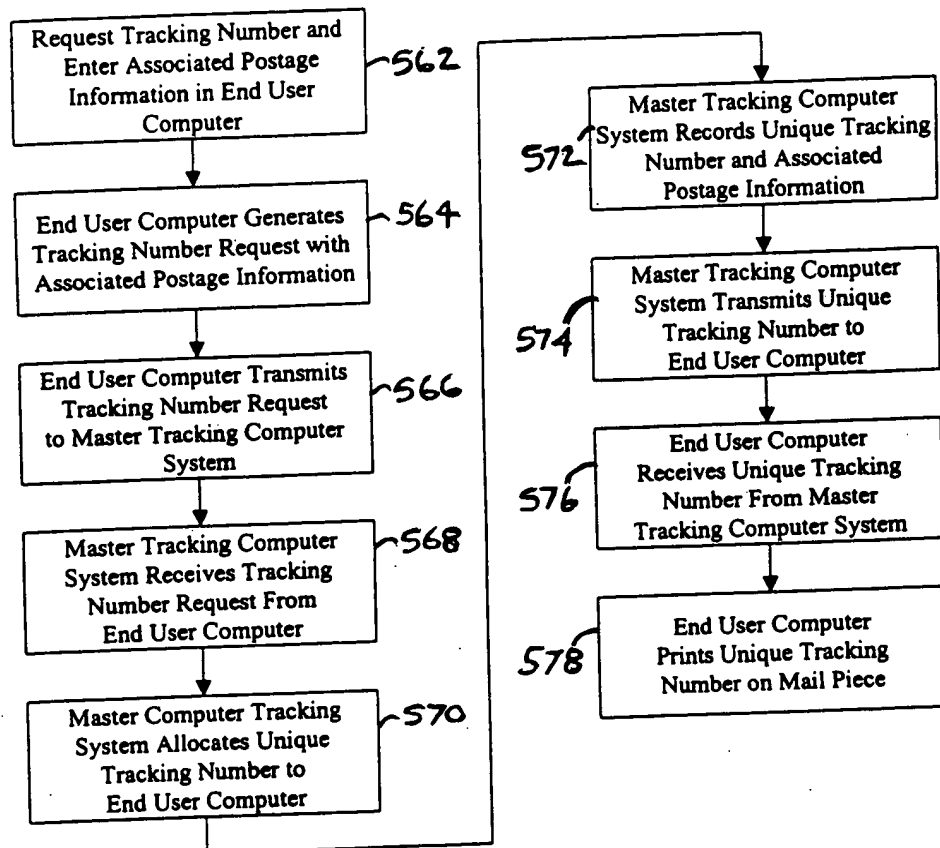 Request Tracking Number and
Enter Associated Postage
Information in End User
Computer
562
End User Computer Generates
Tracking Number Request with
Associated Postage Information
564
End User Computer Transmits
Tracking Number Request
to Master Tracking Computer
System
566
Master Tracking Computer
System Receives Tracking
Number Request From
End User Computer
568
Master Computer Tracking
System Allocates Unique
Tracking Number to
End User Computer
570
Master Tracking Computer
System Records Unique Tracking
Number and Associated
Postage Information
572
Master Tracking Computer
System Transmits Unique
Tracking Number to
End User Computer
574
End User Computer
Receives Unique Tracking
Number From Master
Tracking Computer System
576
End User Computer
Prints Unique Tracking
Number on Mail Piece
578